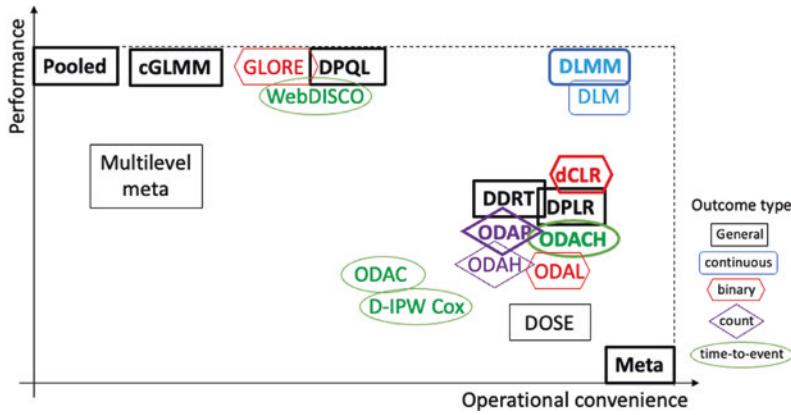 Performance
Pooled
cGLMM
GLORE
DPQL
DLMM
WebDISCO
DLM
Multilevel
meta
dCLR
DDRT
DPLR
ODAP
ODACH
ODAH
ODAL
ODAC
D-IPW Cox
DOSE
Meta
Operational convenience
Outcome type
General
continuous
binary
count
time-to-event